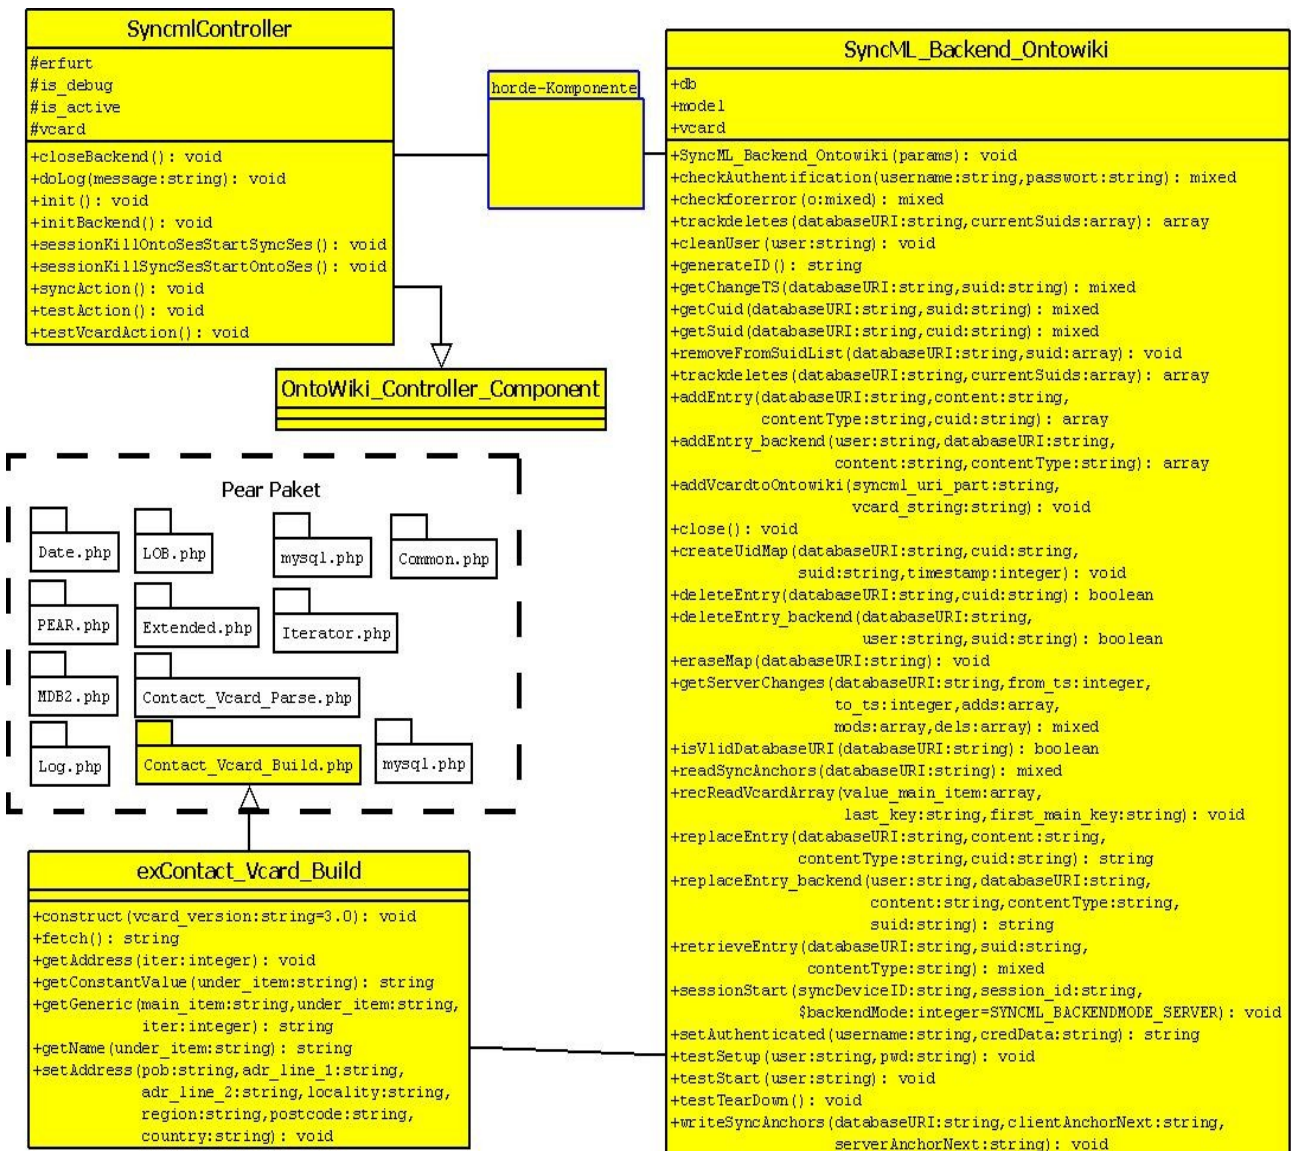 SyncmlController
#erfurt
#is_debug
#is_active
#vcard
+closeBackend(): void
+doLog(message:string): void
+init(): void
+initBackend(): void
+sessionKillOntoSesStartSyncSes(): void
+sessionKillSyncSesStartOntoSes(): void
+syncAction(): void
+testAction(): void
+testVcardAction(): void
horde-Komponente
OntoWiki_Controller_Component
Pear Paket
Date.php
LOB.php
mysql.php
Common.php
PEAR.php
Extended.php
Iterator.php
MDB2.php
Contact_Vcard_Parse.php
Log.php
Contact_Vcard_Build.php
mysql.php
exContact_Vcard_Build
+construct(vcard_version:string=3.0): void
+fetch(): string
+getAddress(iter:integer): void
+getConstantValue(under_item:string): string
+getGeneric(main_item:string,under_item:string,
iter:integer): string
+getName(under_item:string): string
+setAddress(pob:string,adr_line_1:string,
adr_line_2:string,locality:string,
region:string,postcode:string,
country:string): void
SyncML_Backend_Ontowiki
+db
+model
+vcard
+SyncML_Backend_Ontowiki(params): void
+checkAuthentification(username:string,passwort:string): mixed
+checkforerror(o:mixed): mixed
+trackdeletes(databaseURI:string,currentSuids:array): array
+cleanUser(user:string): void
+generateID(): string
+getChangeTS(databaseURI:string,suid:string): mixed
+getCuid(databaseURI:string,suid:string): mixed
+getSuid(databaseURI:string,cuid:string): mixed
+removeFromSuidList(databaseURI:string,suid:array): void
+trackdeletes(databaseURI:string,currentSuids:array): array
+addEntry(databaseURI:string,content:string,
contentType:string,cuid:string): array
+addEntry_backend(user:string,databaseURI:string,
content:string,contentType:string): array
+addVcardtoOntowiki(syncml_uri_part:string,
vcard_string:string): void
+close(): void
+createUidMap(databaseURI:string,cuid:string,
suid:string,timestamp:integer): void
+deleteEntry(databaseURI:string,cuid:string): boolean
+deleteEntry_backend(databaseURI:string,
user:string,suid:string): boolean
+eraseMap(databaseURI:string): void
+getServerChanges(databaseURI:string,from_ts:integer,
to_ts:integer,adds:array,
mods:array,dels:array): mixed
+isVlidDatabaseURI(databaseURI:string): boolean
+readSyncAnchors(databaseURI:string): mixed
+recReadVcardArray(value_main_item:array,
last_key:string,first_main_key:string): void
+replaceEntry(databaseURI:string,content:string,
contentType:string,cuid:string): string
+replaceEntry_backend(user:string,databaseURI:string,
content:string,contentType:string,
suid:string): string
+retrieveEntry(databaseURI:string,suid:string,
contentType:string): mixed
+sessionStart(syncDeviceID:string,session_id:string,
$backendMode:integer=SYNCML_BACKENDMODE_SERVER): void
+setAuthenticated(username:string,credData:string): string
+testSetup(user:string,pwd:string): void
+testStart(user:string): void
+testTearDown(): void
+writeSyncAnchors(databaseURI:string,clientAnchorNext:string,
serverAnchorNext:string): void